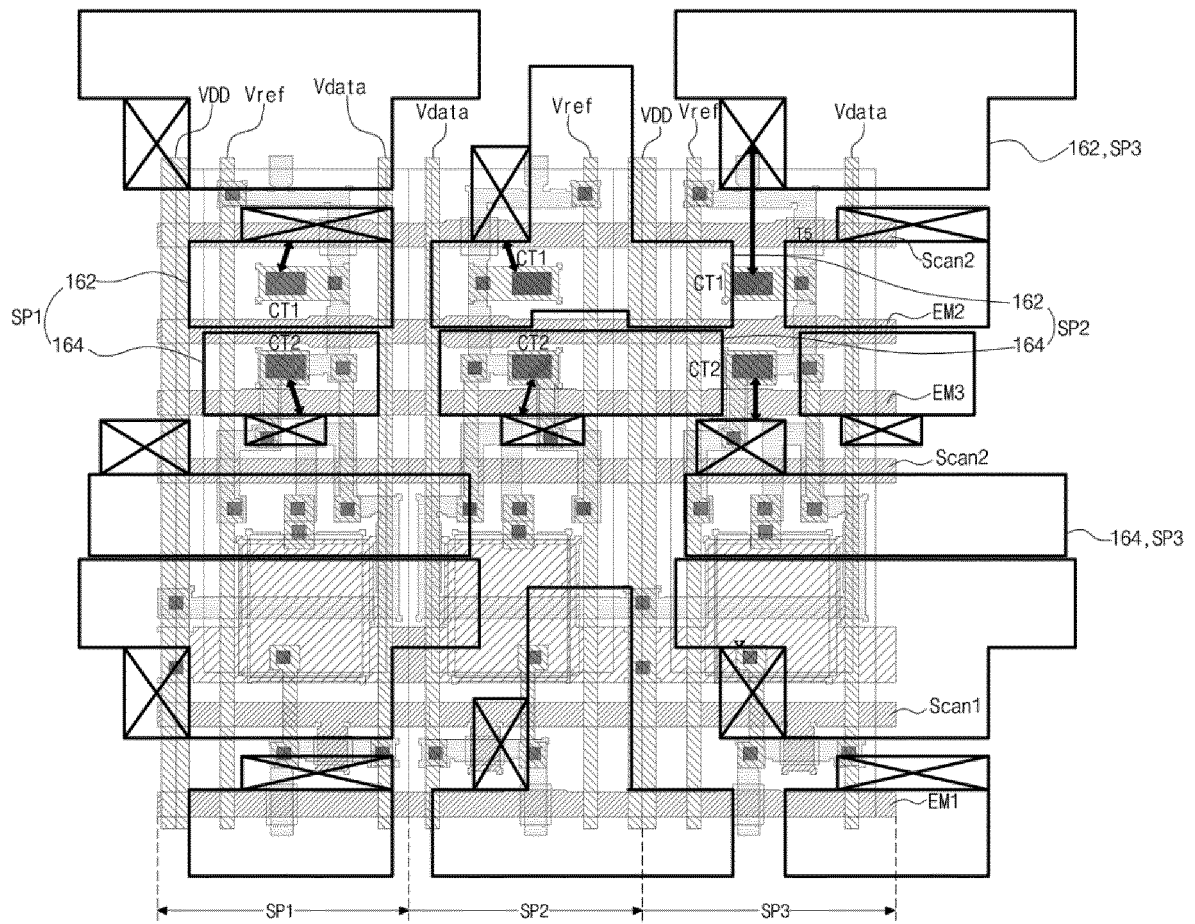 VDD
Vref
Vdata
Vdata
Vref
VDD
Vref
Vdata
162, SP3
T5
Scan2
CT1
CT1
CT1
162
162
SP1
SP2
EM2
CT2
CT2
CT2
164
164
EM3
Scan2
164, SP3
Scan1
EM1
SP1
SP2
SP3